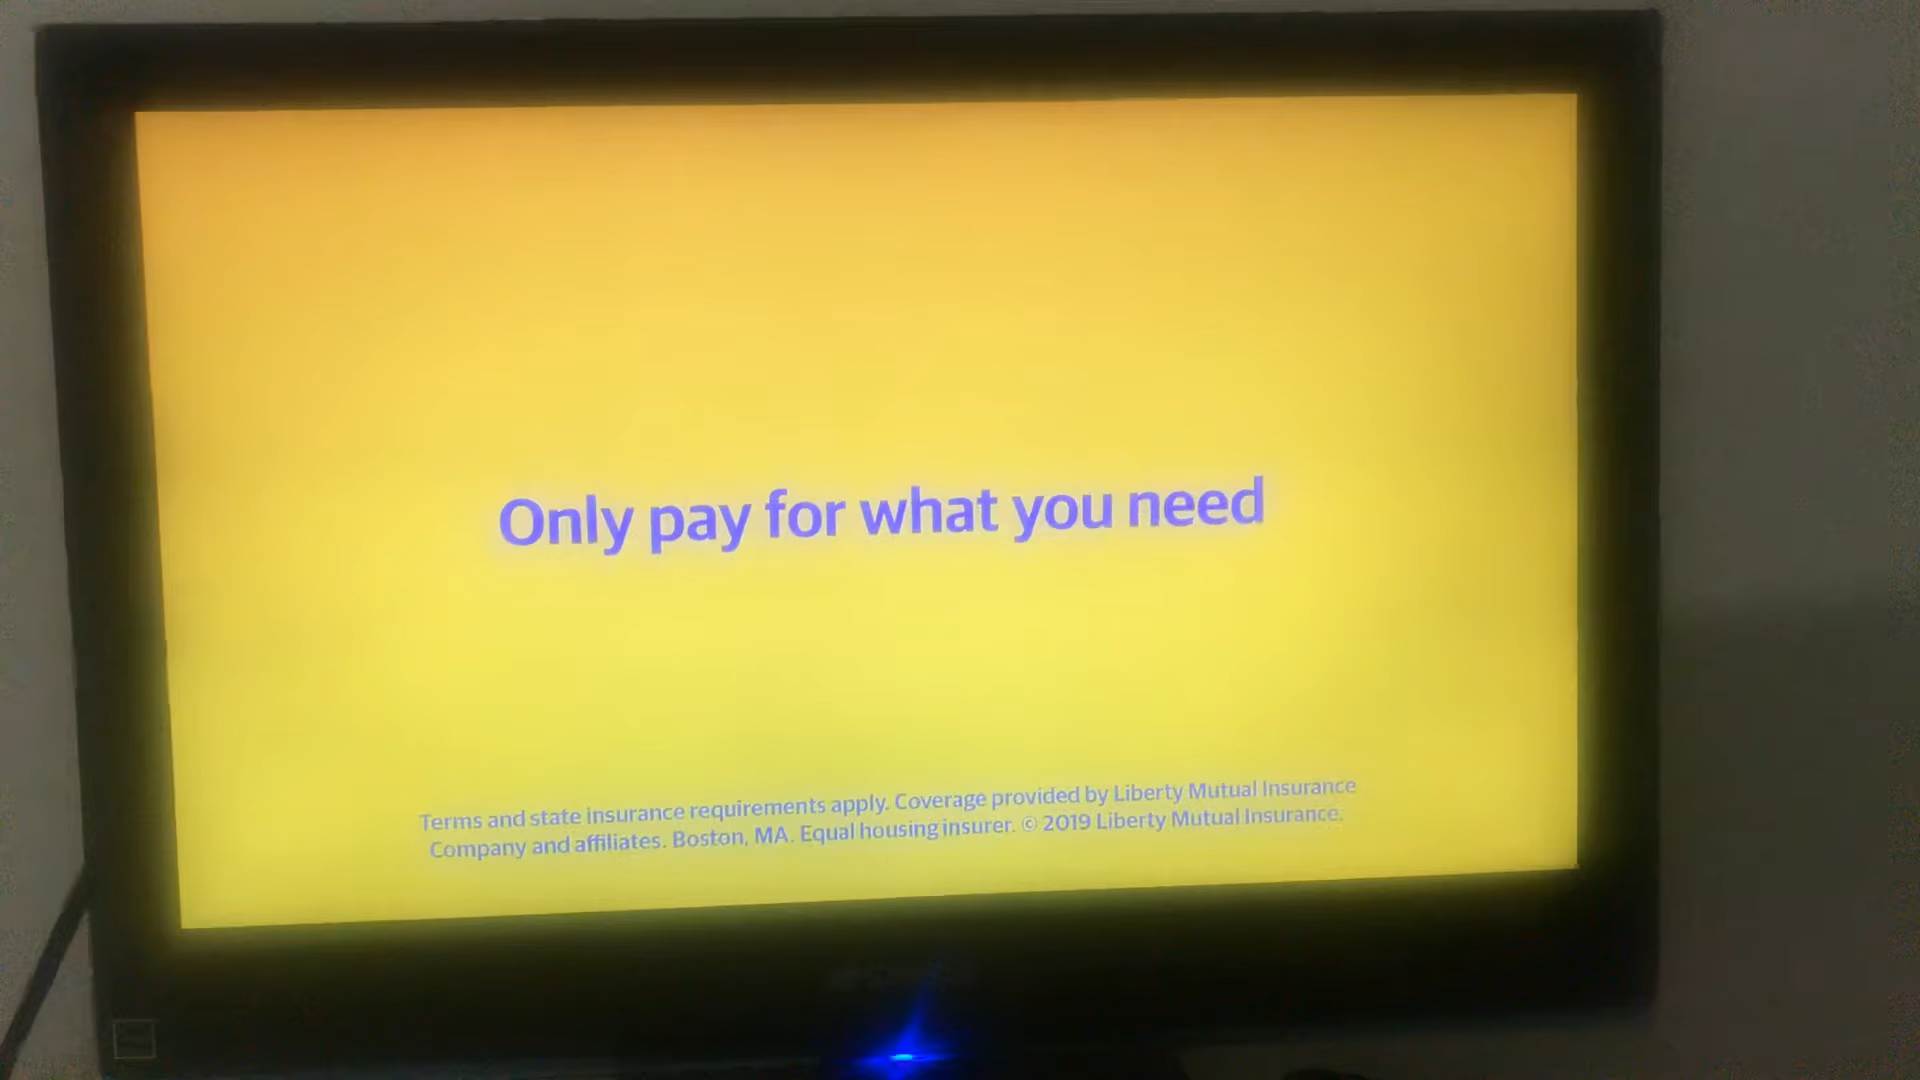 Only pay for what you need
Terms and state insurance requirements apply. Coverage provided by Liberty Mutual Insurance
Company and affiliates. Boston, MA. Equal housing insurer. © 2019 Liberty Mutual Insurance.